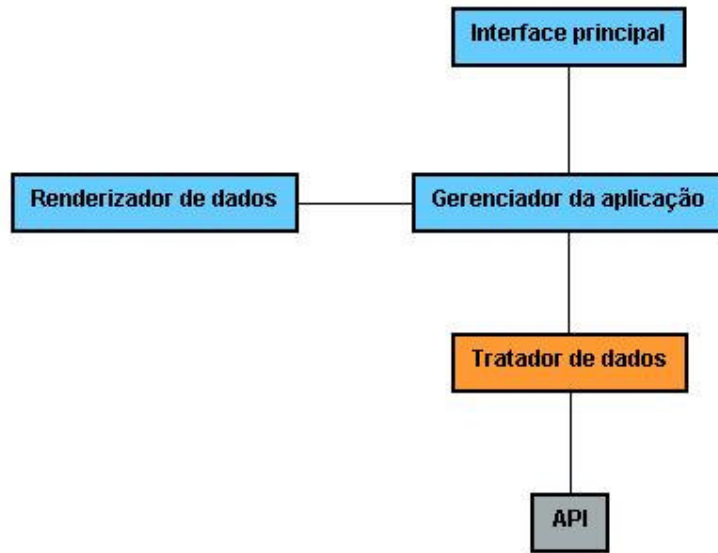 Interface principal
Renderizador de dados
Gerenciador da aplicação
Tratador de dados
API